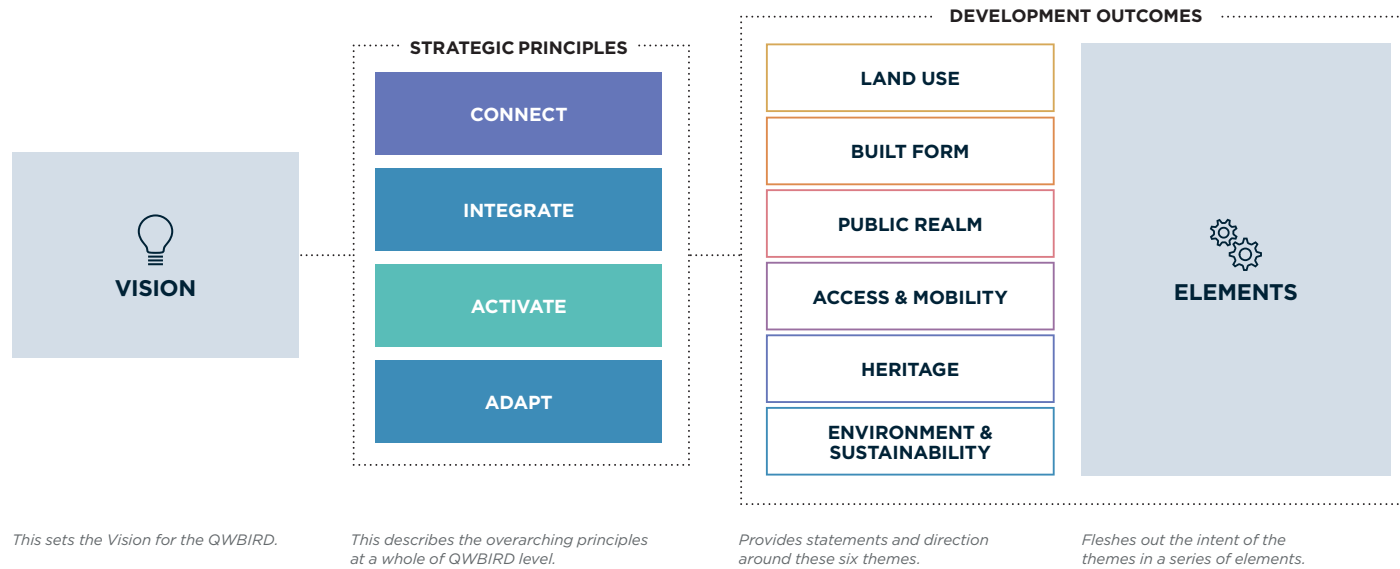 DEVELOPMENT OUTCOMES
STRATEGIC PRINCIPLES
VISION
CONNECT
INTEGRATE
ACTIVATE
ADAPT
LAND USE
BUILT FORM
PUBLIC REALM
ACCESS & MOBILITY
HERITAGE
ENVIRONMENT &
SUSTAINABILITY
ELEMENTS
This sets the Vision for the QWBIRD.
This describes the overarching principles
at a whole of QWBIRD level.
Provides statements and direction
around these six themes.
Fleshes out the intent of the
themes in a series of elements.